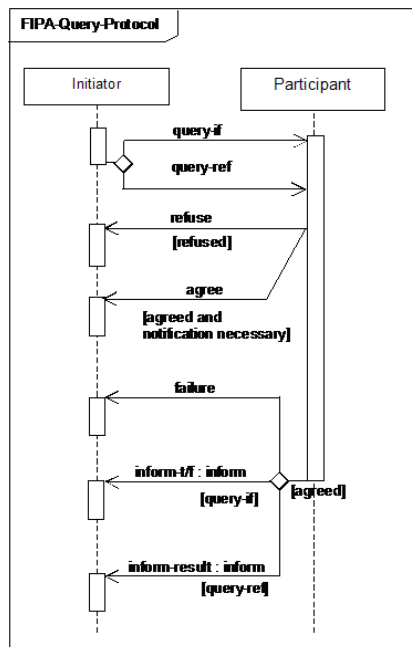 FIPA-Query-Protocol
Initiator
Participant
query-if
query-ref
refuse
[refused]
agree
[agreed and
notification necessary]
failure
inform-t/f : inform
[query-if]
[agreed]
inform-result : inform
[query-ref]